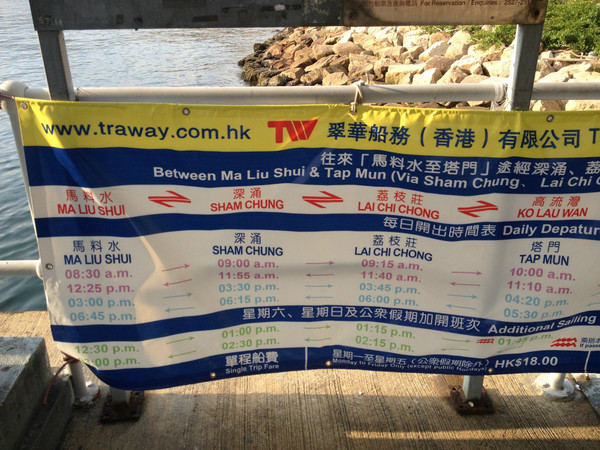 For Reservation / Enquiries: 2527-25
www.traway.com.hk TW 翠華船務(香港)有限公司
往來「馬料水至塔門」途經深涌、荔
Between Ma Liu Shui & Tap Mun (Via Sham Chung, Lai Chi C
馬料水 深涌 荔枝莊 高流灣
MA LIU SHUI SHAM CHUNG LAI CHI CHONG KO LAU WAN
每日開出時間表 Daily Depature
馬料水 深涌 荔枝莊 塔門
MA LIU SHUI SHAM CHUNG LAI CHI CHONG TAP MUN
08:30 a.m. 09:00 a.m. 09:15 a.m. 10:00 a.m.
12:25 p.m. 11:55 a.m. 11:40 a.m. 11:10 a.m.
03:00 p.m. 03:30 p.m. 03:45 p.m. 04:20 p.m.
06:45 p.m. 06:15 p.m. 06:00 p.m. 05:30 p.m.
星期六、星期日及公眾假期加開班次 Additional Sailing
12:30 p.m. 01:00 p.m. 01:15 p.m. 01:45 p.m.
:00 p.m. 02:30 p.m. 02:15 p.m.
單程船費 星期一至星期五(公眾假期除外) HK$18.00
Single Trip Fare Monday to Friday Only (except Public Holidays)